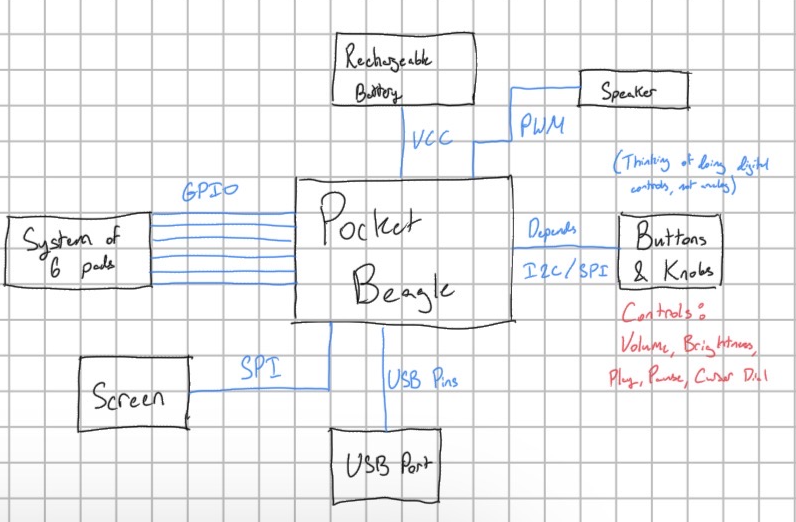 Rechargeable
Battery
Speaker
VCC
PWM
(Thinking of doing digital
controls, not analog)
GPIO
System of
6 pads
Pocket
Beagle
Depends
I2C/SPI
Buttons
& Knobs
Controls:
Volume, Brightness,
Play, Pause, Cursor Dial
Screen
SPI
USB Pins
USB Port